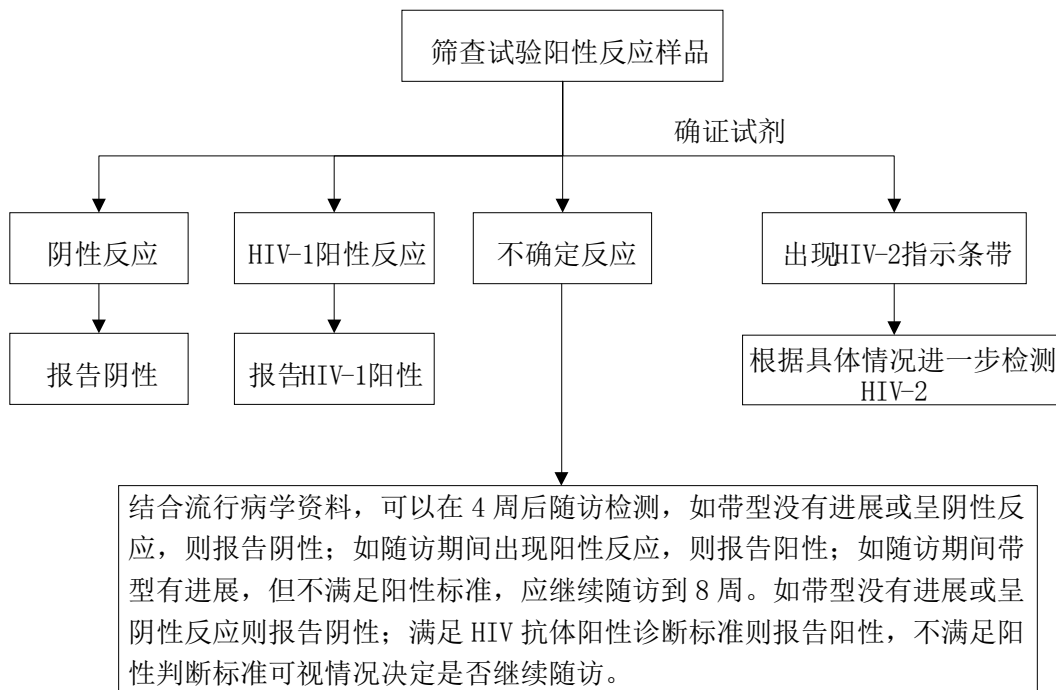 筛查试验阳性反应样品
确证试剂
阴性反应
HIV-1阳性反应
不确定反应
出现HIV-2指示条带
报告阴性
报告HIV-1阳性
根据具体情况进一步检测
HIV-2
结合流行病学资料，可以在 4 周后随访检测，如带型没有进展或呈阴性反
应，则报告阴性；如随访期间出现阳性反应，则报告阳性；如随访期间带
型有进展，但不满足阳性标准，应继续随访到 8 周。如带型没有进展或呈
阴性反应则报告阴性；满足 HIV 抗体阳性诊断标准则报告阳性，不满足阳
性判断标准可视情况决定是否继续随访。